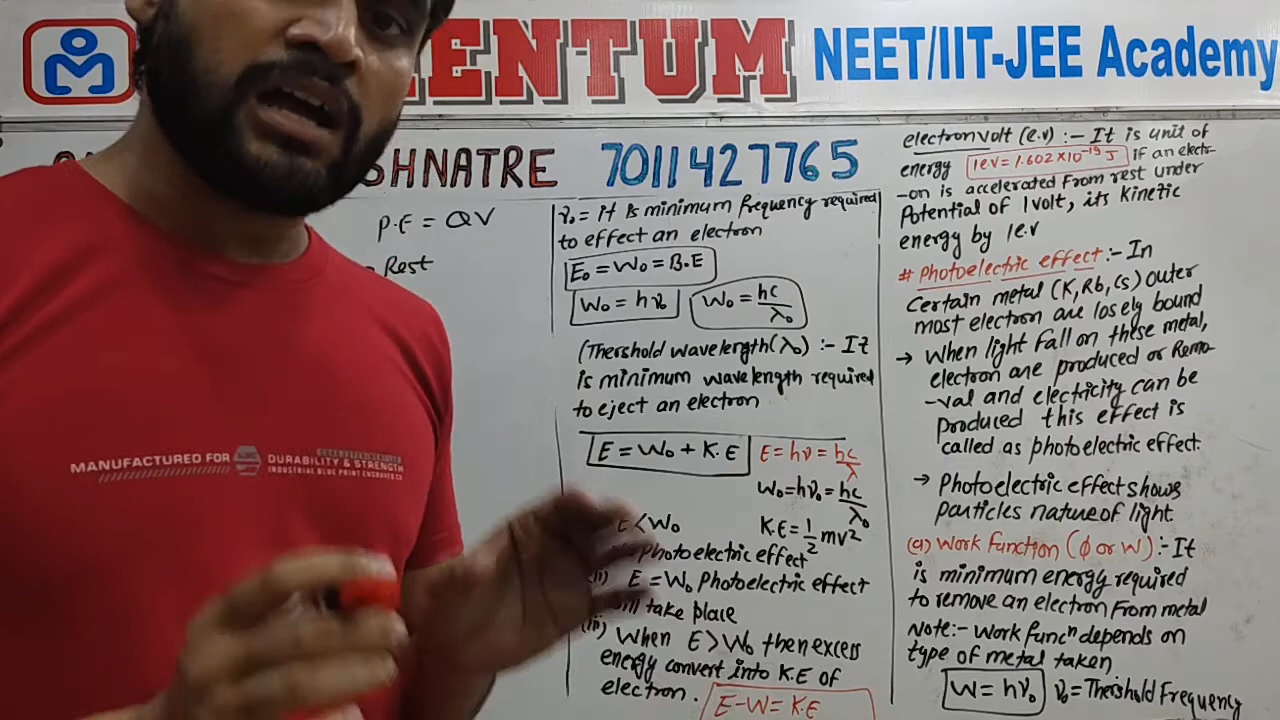 ENTUM NEET/IIT-JEE Academy
SHNATRE 7011427765
P.E = QV
Rest
ν₀ = it is minimum frequency required
to effect an electron
E₀ = W₀ = B.E
W₀ = hν₀
W₀ = hc/λ₀
(Thershold wavelength(λ₀) :- It
is minimum wavelength required
to eject an electron
E = W₀ + K.E
E = hν = hc/λ
W₀=hν₀=hc/λ₀
K.E = 1/2 mv²
E < W₀
photoelectric effect
(ii) E = W₀ Photoelectric effect
will take place
(iii) When E > W₀ then excess
energy convert into K.E of
electron.
E-W = K.E
electronvolt (e.v) :- It is unit of
energy 1e.v = 1.602 x 10⁻¹⁹ J if an electr-
-on is accelerated from rest under
Potential of 1 volt, its Kinetic
energy by 1e.v
# Photoelectric effect :- In
Certain metal (K, Rb, Cs) outer
most electron are losely bound
→ When light fall on these metal,
electron are produced or Remo-
-val and electricity can be
Produced this effect is
called as photoelectric effect.
→ Photoelectric effect shows
particles nature of light.
(a) Work function (ϕ or W) :- It
is minimum energy required
to remove an electron from metal
Note:- Work funcⁿ depends on
type of metal taken
W = hν₀ ν₀= Thershold Frequency
MANUFACTURED FOR DURABILITY & STRENGTH